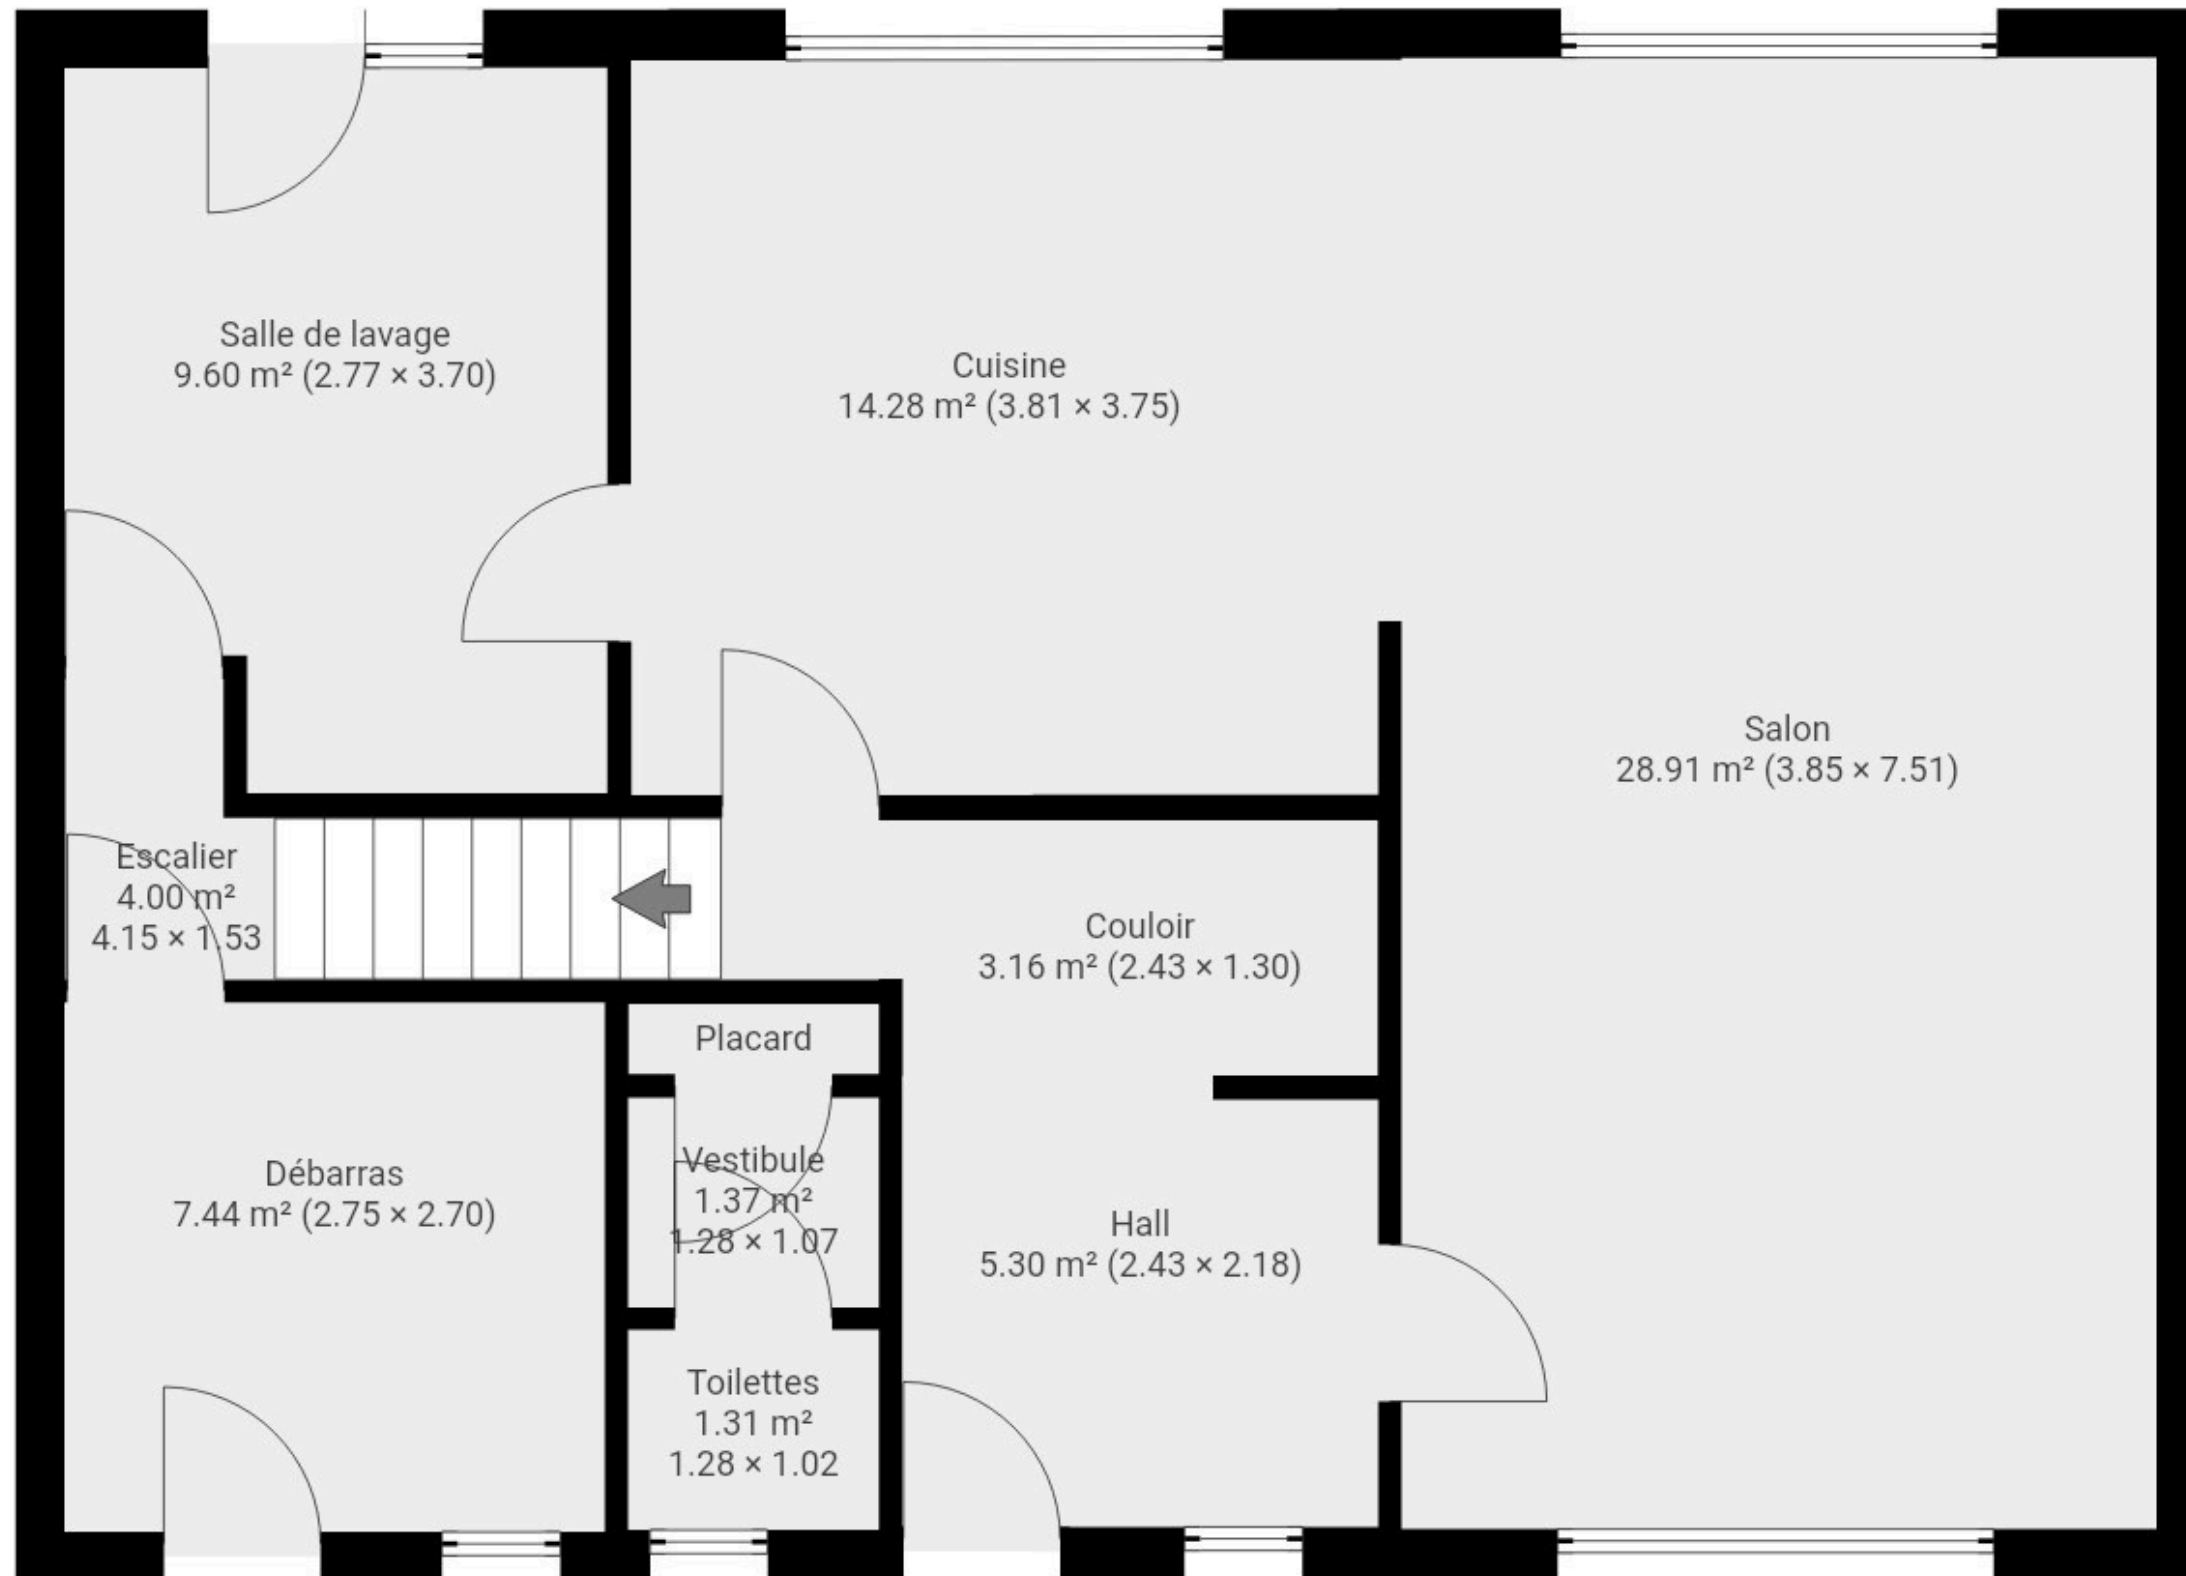 Salle de lavage
9.60 m² (2.77 × 3.70)
Cuisine
14.28 m² (3.81 × 3.75)
Salon
28.91 m² (3.85 × 7.51)
Escalier
4.00 m²
4.15 × 1.53
Couloir
3.16 m² (2.43 × 1.30)
Placard
Débarras
7.44 m² (2.75 × 2.70)
Vestibule
1.37 m²
1.28 × 1.07
Hall
5.30 m² (2.43 × 2.18)
Toilettes
1.31 m²
1.28 × 1.02